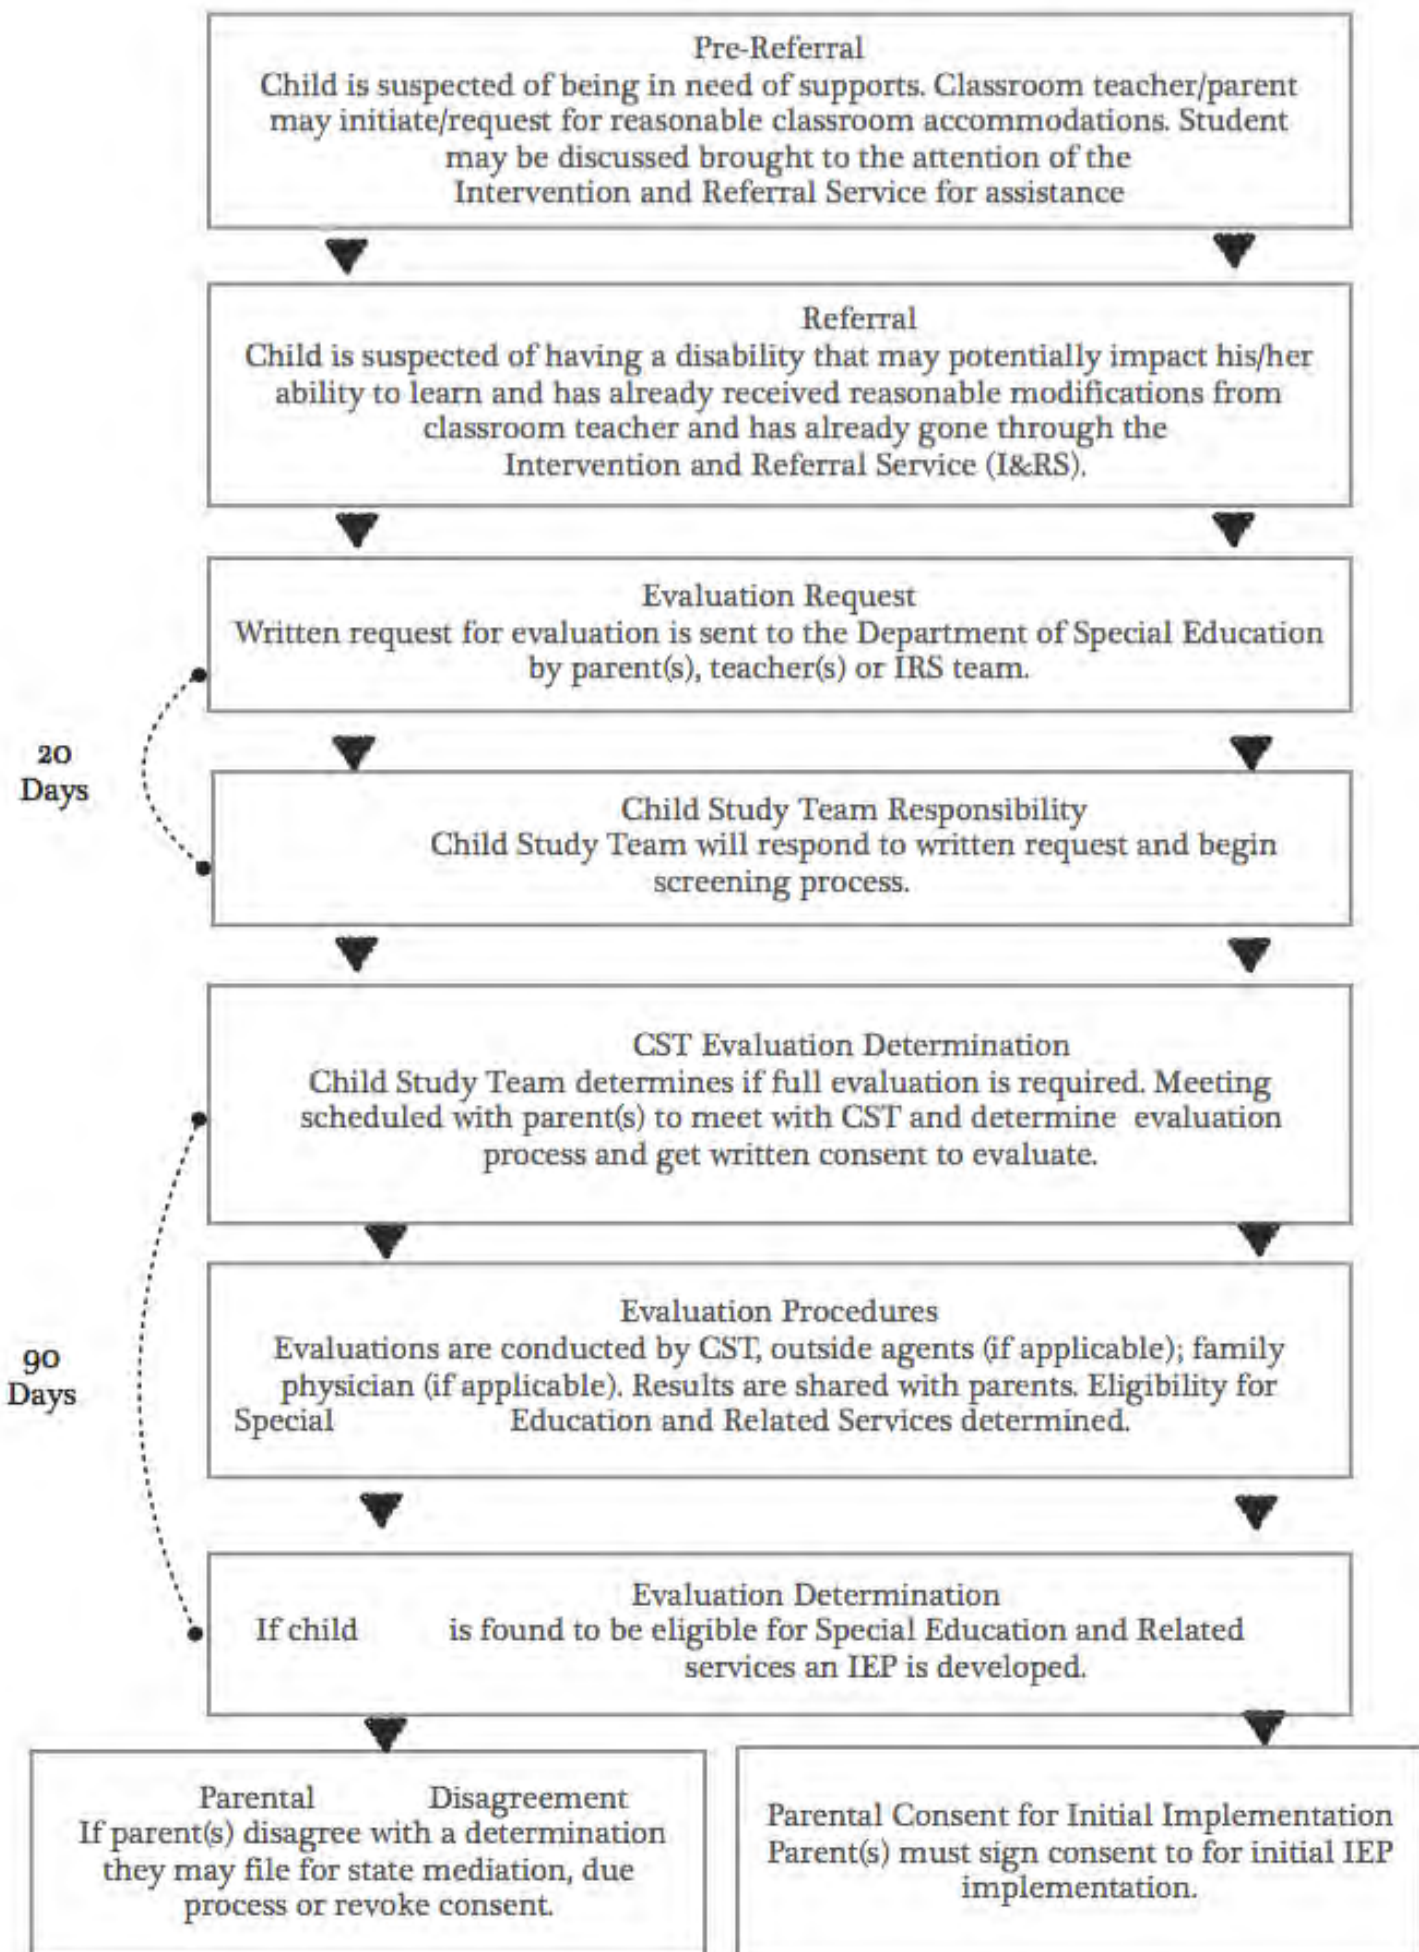 Pre-Referral
Child is suspected of being in need of supports. Classroom teacher/parent
may initiate/request for reasonable classroom accommodations. Student
may be discussed brought to the attention of the
Intervention and Referral Service for assistance
Referral
Child is suspected of having a disability that may potentially impact his/her
ability to learn and has already received reasonable modifications from
classroom teacher and has already gone through the
Intervention and Referral Service (I&RS).
Evaluation Request
Written request for evaluation is sent to the Department of Special Education
by parent(s), teacher(s) or IRS team.
20
Days
Child Study Team Responsibility
Child Study Team will respond to written request and begin
screening process.
CST Evaluation Determination
Child Study Team determines if full evaluation is required. Meeting
scheduled with parent(s) to meet with CST and determine evaluation
process and get written consent to evaluate.
Evaluation Procedures
Evaluations are conducted by CST, outside agents (if applicable); family
physician (if applicable). Results are shared with parents. Eligibility for
Special Education and Related Services determined.
90
Days
Evaluation Determination
If child is found to be eligible for Special Education and Related
services an IEP is developed.
Parental Disagreement
If parent(s) disagree with a determination
they may file for state mediation, due
process or revoke consent.
Parental Consent for Initial Implementation
Parent(s) must sign consent to for initial IEP
implementation.